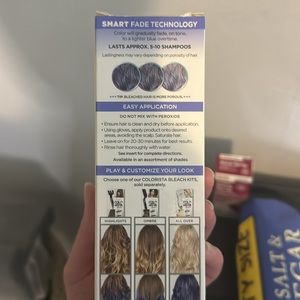 SMART FADE TECHNOLOGY
Color will gradually fade, on tone,
to a lighter blue overtime.
LASTS APPROX. 5-10 SHAMPOOS
Lastingness may vary depending on porosity of hair.
*** TIP: BLEACHED HAIR IS MORE POROUS. ***
EASY APPLICATION
DO NOT MIX WITH PEROXIDE
• Ensure hair is clean and dry before application.
• Using gloves, apply product onto desired
areas, avoiding the scalp. Saturate hair.
• Leave on for 20-30 minutes for best results.
• Rinse hair thoroughly with water.
See insert for complete directions.
Available in an assortment of shades
PLAY & CUSTOMIZE YOUR LOOK
Choose one of our COLORISTA BLEACH KITS,
sold separately.
HIGHLIGHTS
OMBRE
ALL OVER
SALT &
SIZE